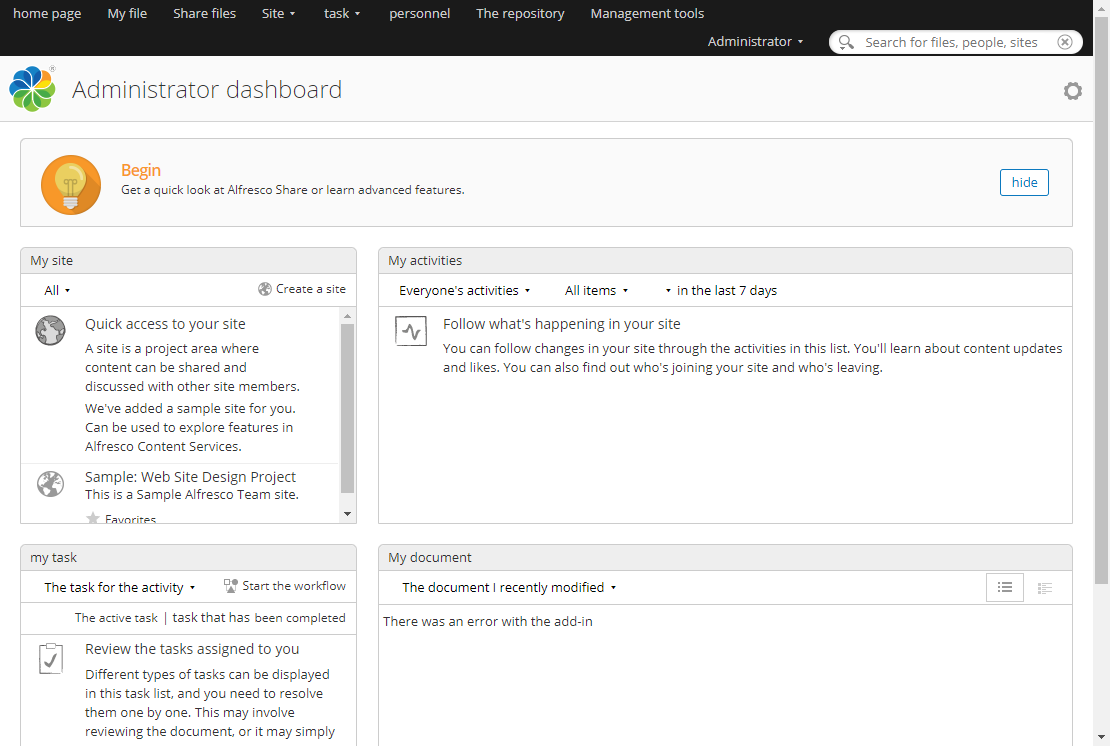 home page My file Share files Site task personnel The repository Management tools
Administrator Search for files, people, sites
Administrator dashboard
Begin
Get a quick look at Alfresco Share or learn advanced features.
hide
My site
All Create a site
Quick access to your site
A site is a project area where
content can be shared and
discussed with other site members.
We've added a sample site for you.
Can be used to explore features in
Alfresco Content Services.
Sample: Web Site Design Project
This is a Sample Alfresco Team site.
Favorites
My activities
Everyone's activities All items in the last 7 days
Follow what's happening in your site
You can follow changes in your site through the activities in this list. You'll learn about content updates
and likes. You can also find out who's joining your site and who's leaving.
my task
The task for the activity Start the workflow
The active task | task that has been completed
Review the tasks assigned to you
Different types of tasks can be displayed
in this task list, and you need to resolve
them one by one. This may involve
reviewing the document, or it may simply
My document
The document I recently modified
There was an error with the add-in